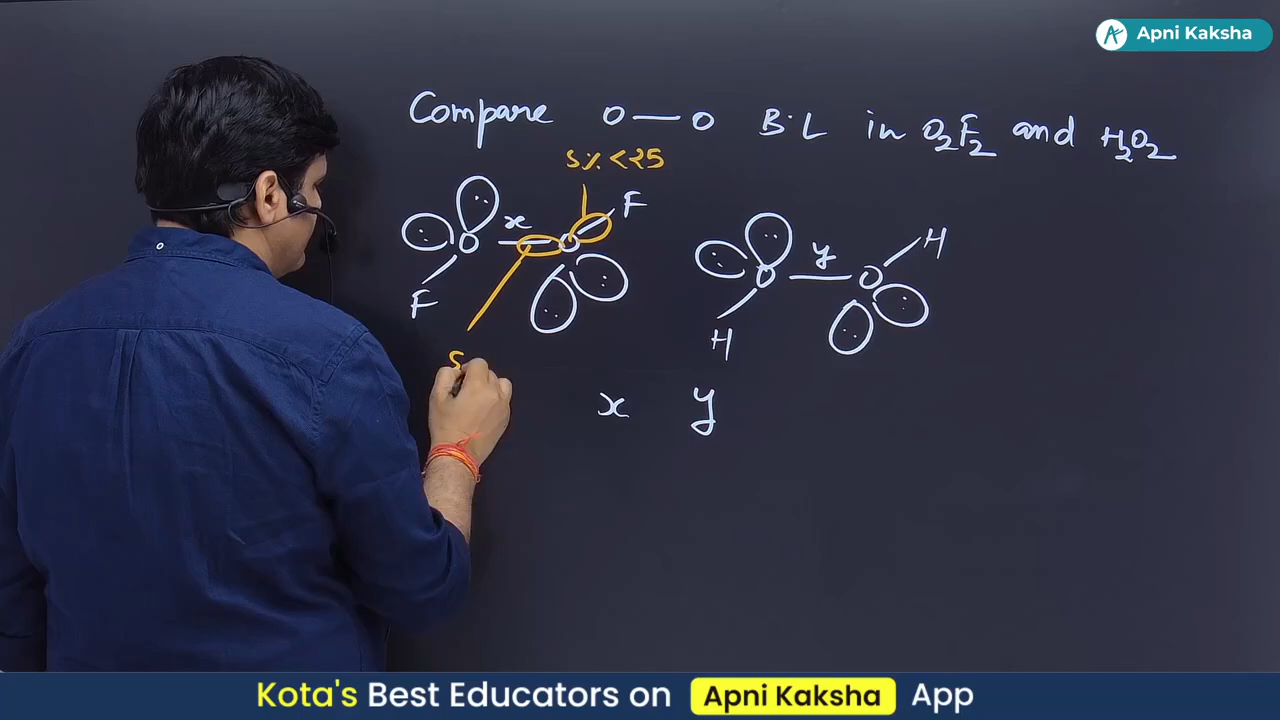 Apni Kaksha
Compare O—O B.L in O₂F₂ and H₂O₂
S% < 25
x
F
O
O
F
y
H
O
O
H
S
x y
Kota's Best Educators on Apni Kaksha App